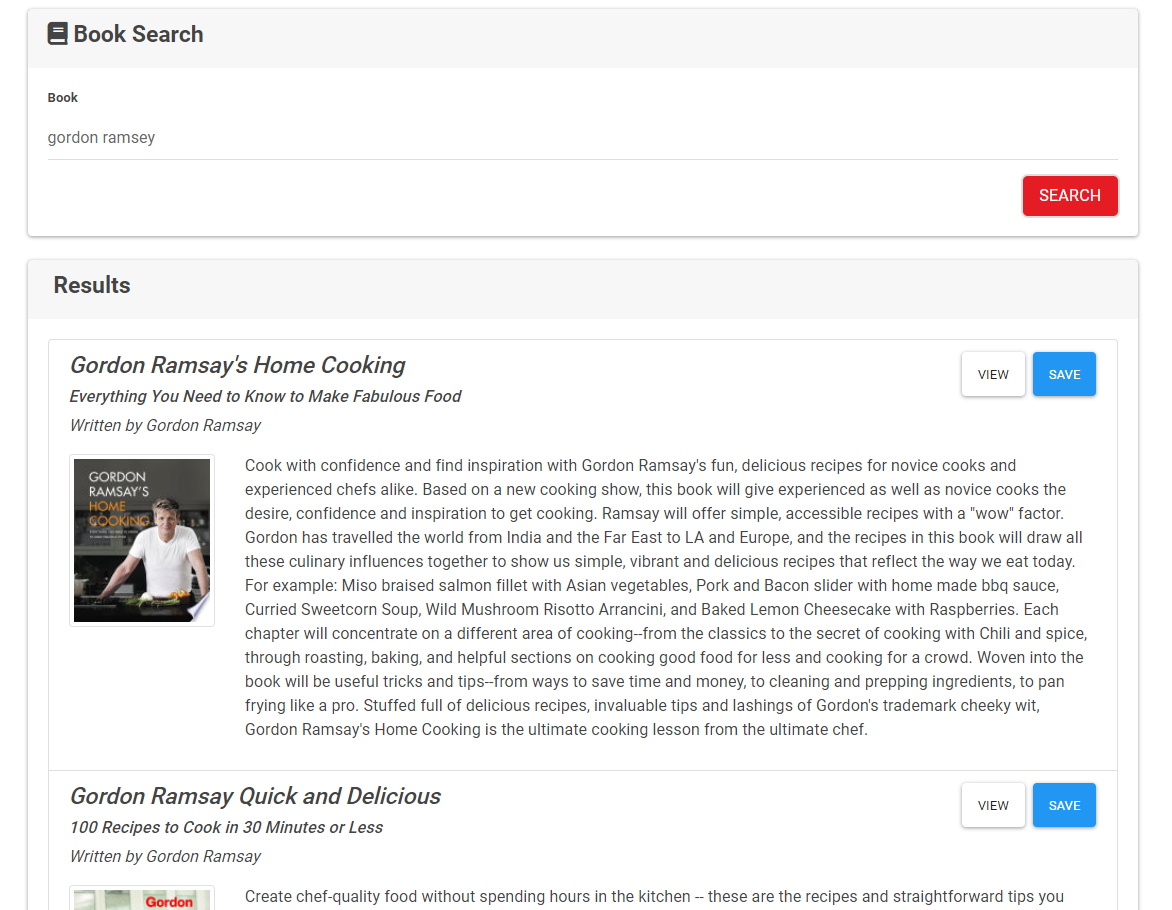 Book Search
Book
gordon ramsey
SEARCH
Results
Gordon Ramsay's Home Cooking
VIEW
SAVE
Everything You Need to Know to Make Fabulous Food
Written by Gordon Ramsay
GORDON
RAMSAY'S
HOME
COOKING
Cook with confidence and find inspiration with Gordon Ramsay's fun, delicious recipes for novice cooks and
experienced chefs alike. Based on a new cooking show, this book will give experienced as well as novice cooks the
desire, confidence and inspiration to get cooking. Ramsay will offer simple, accessible recipes with a "wow" factor.
Gordon has travelled the world from India and the Far East to LA and Europe, and the recipes in this book will draw all
these culinary influences together to show us simple, vibrant and delicious recipes that reflect the way we eat today.
For example: Miso braised salmon fillet with Asian vegetables, Pork and Bacon slider with home made bbq sauce,
Curried Sweetcorn Soup, Wild Mushroom Risotto Arrancini, and Baked Lemon Cheesecake with Raspberries. Each
chapter will concentrate on a different area of cooking--from the classics to the secret of cooking with Chili and spice,
through roasting, baking, and helpful sections on cooking good food for less and cooking for a crowd. Woven into the
book will be useful tricks and tips--from ways to save time and money, to cleaning and prepping ingredients, to pan
frying like a pro. Stuffed full of delicious recipes, invaluable tips and lashings of Gordon's trademark cheeky wit,
Gordon Ramsay's Home Cooking is the ultimate cooking lesson from the ultimate chef.
Gordon Ramsay Quick and Delicious
VIEW
SAVE
100 Recipes to Cook in 30 Minutes or Less
Written by Gordon Ramsay
Gordon
Create chef-quality food without spending hours in the kitchen -- these are the recipes and straightforward tips you